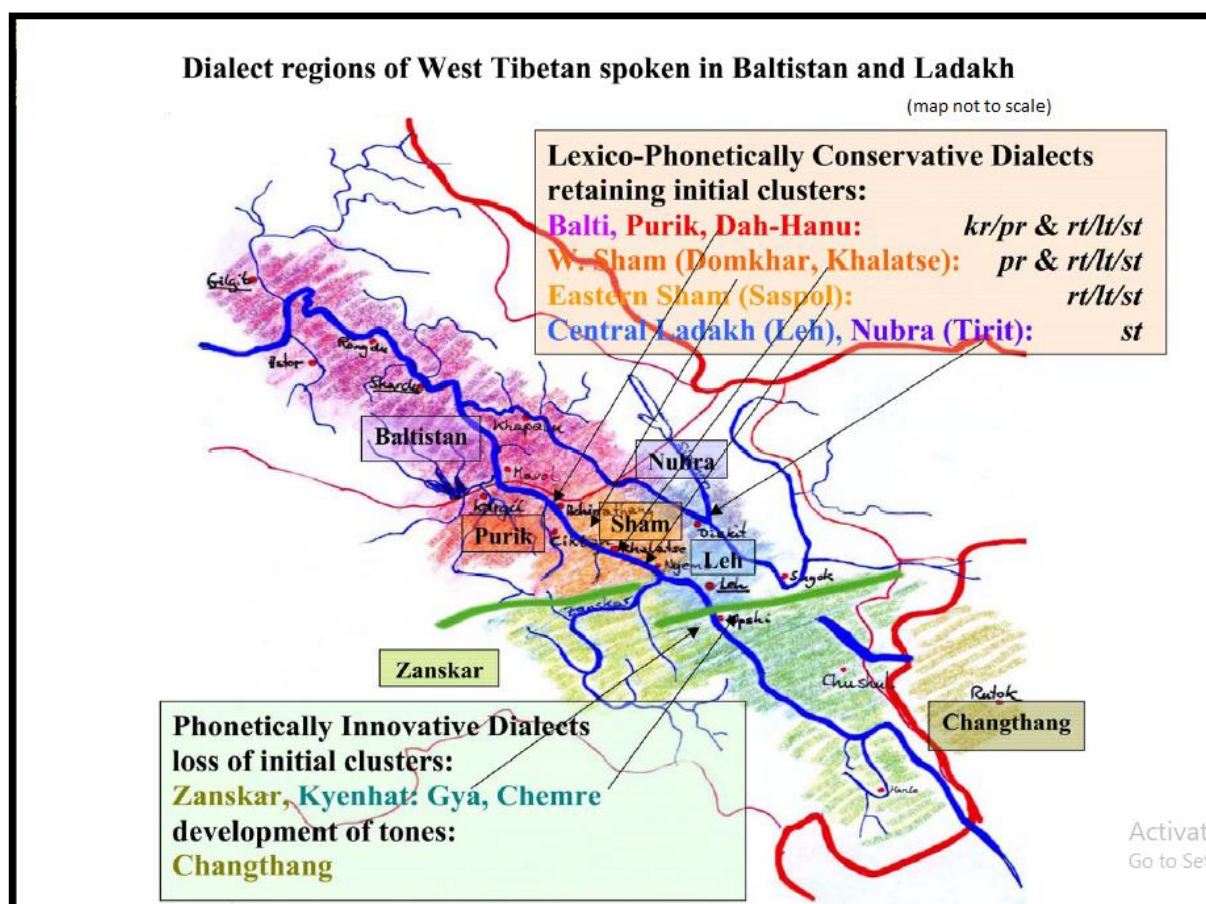 Dialect regions of West Tibetan spoken in Baltistan and Ladakh
(map not to scale)
Lexico-Phonetically Conservative Dialects
retaining initial clusters:
Balti, Purik, Dah-Hanu: kr/pr & rt/lt/st
W. Sham (Domkhar, Khalatse): pr & rt/lt/st
Eastern Sham (Saspol): rt/lt/st
Central Ladakh (Leh), Nubra (Tirit): st
Gilgit
Rongdu
Astor
Skardu
Khapalu
Baltistan
Nubra
Marol
Kargil
Purik
Sham
Diskit
Khalatse
Leh
Leh
Zanskar
Upshi
Zanskar
Chushul
Rutok
Changthang
Hanle
Phonetically Innovative Dialects
loss of initial clusters:
Zanskar, Kyenhat: Gya, Chemre
development of tones:
Changthang
Activat
Go to Set